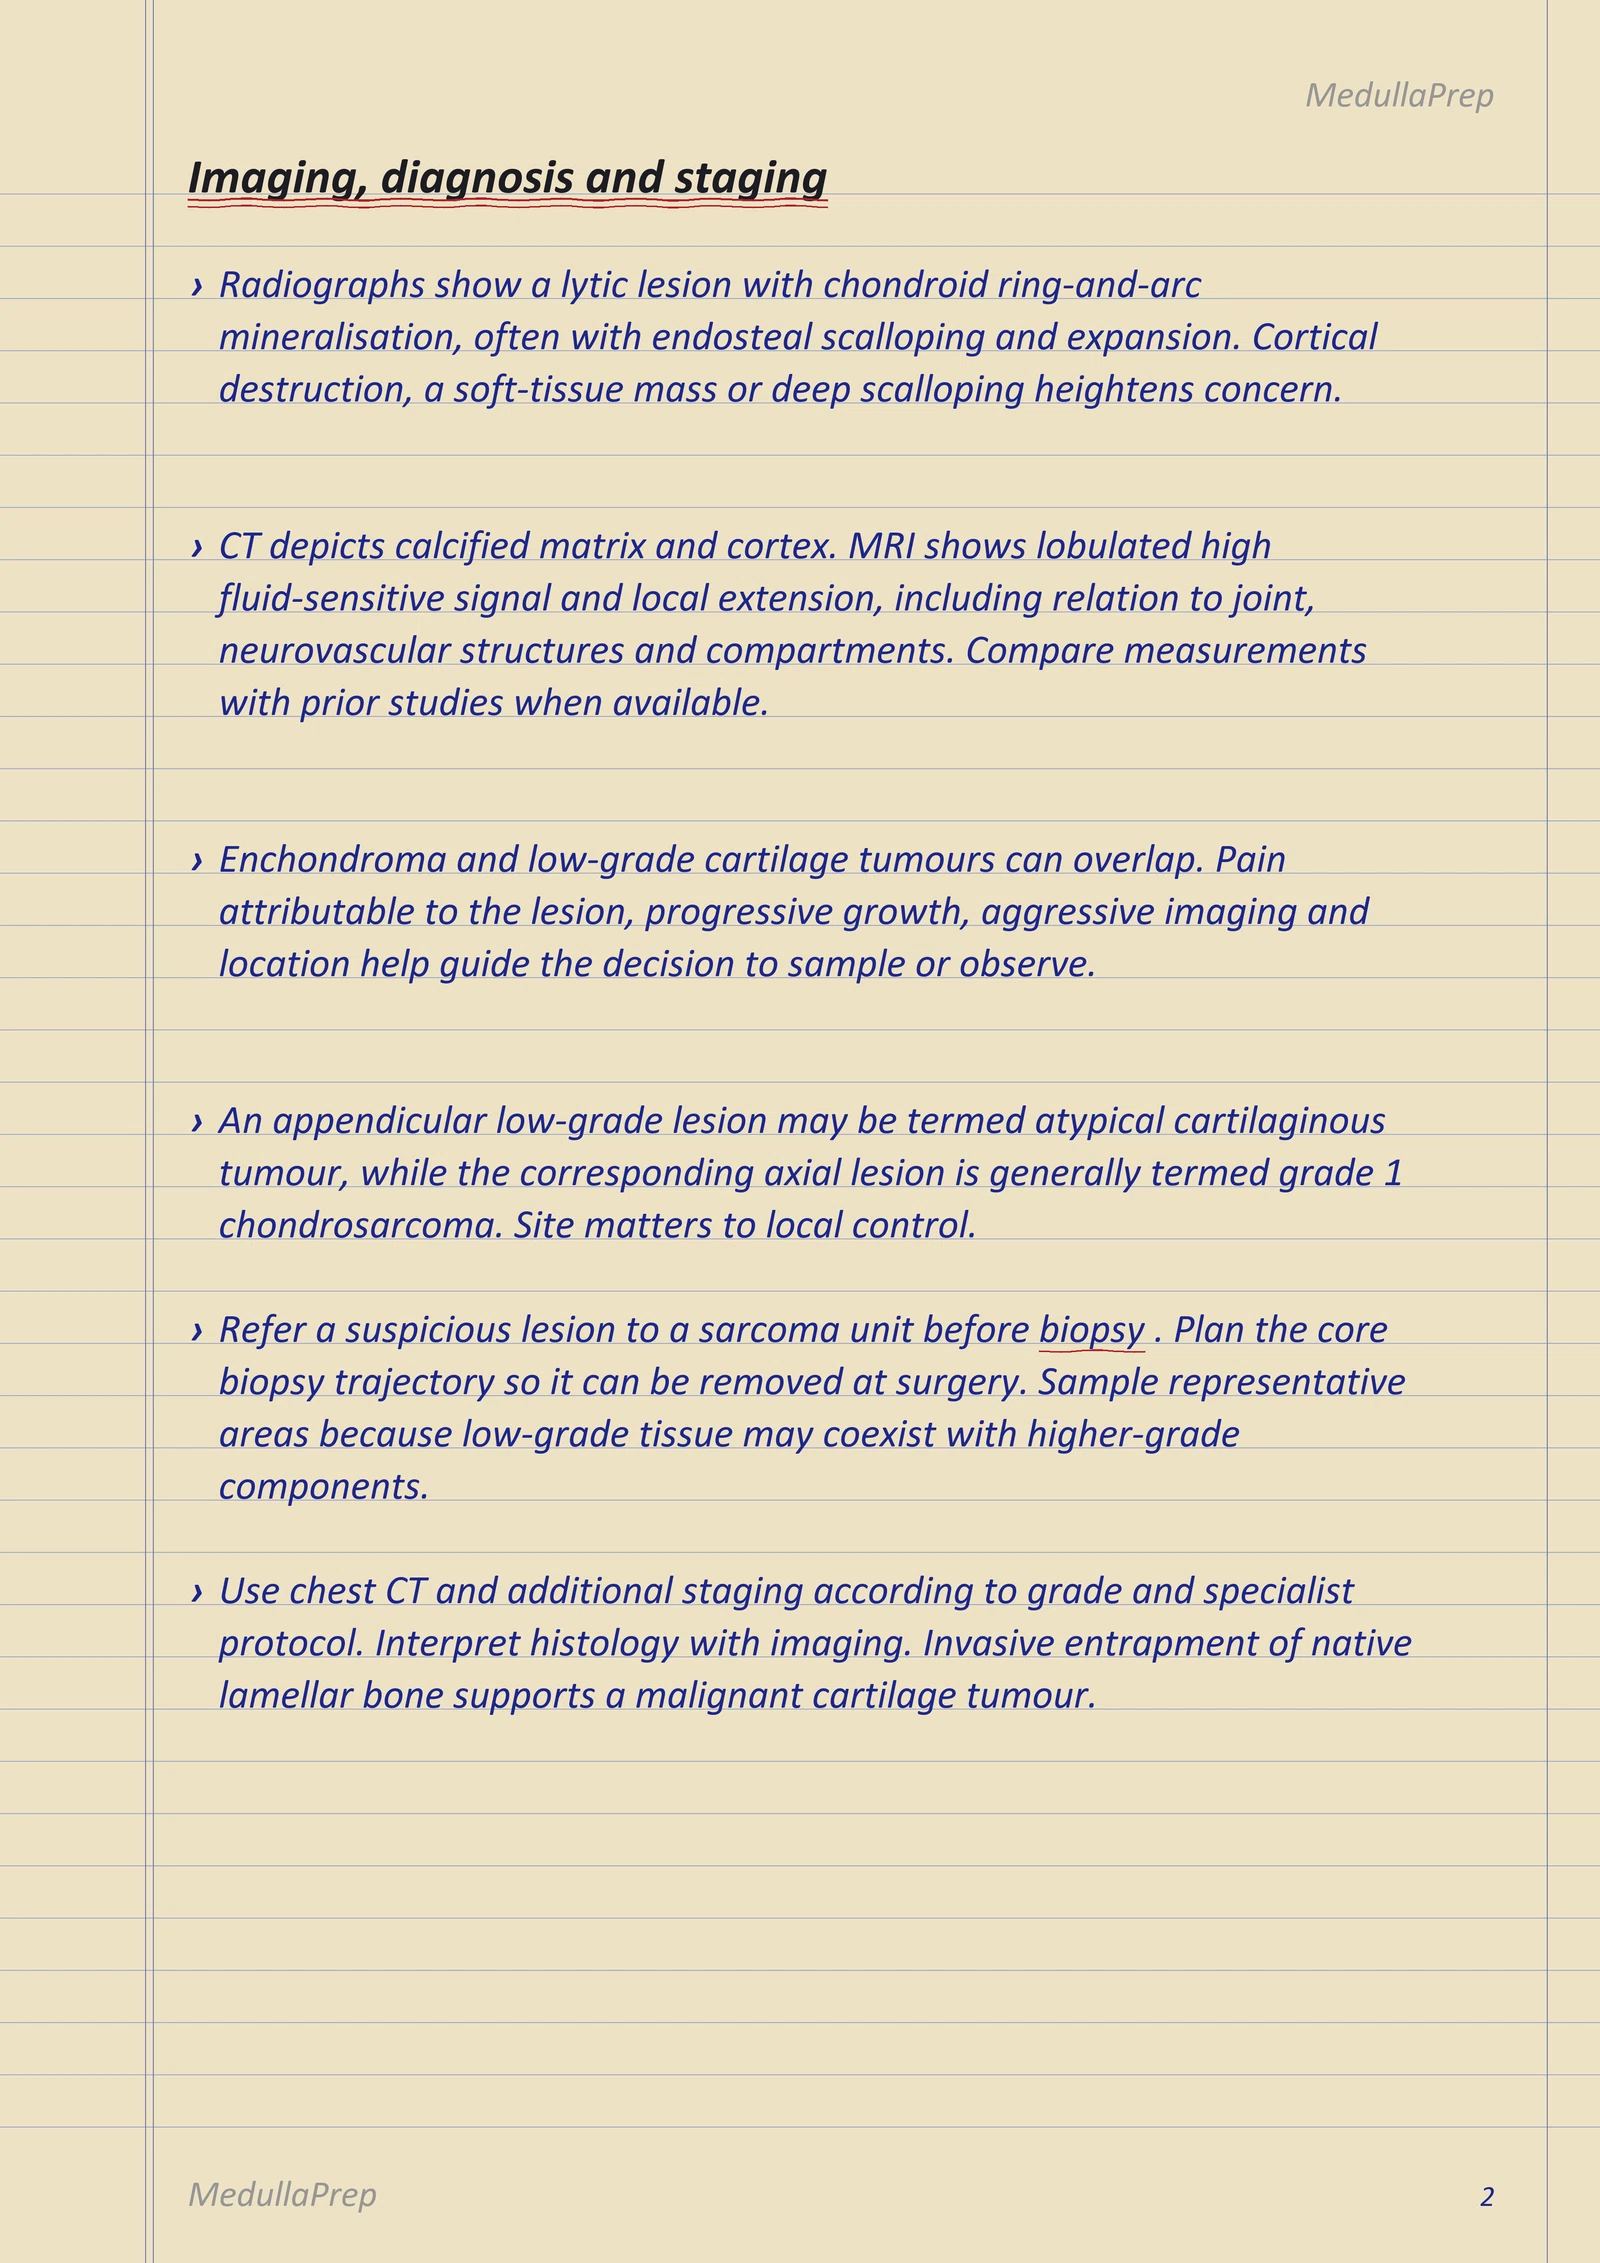 MedullaPrep
Imaging, diagnosis and staging
› Radiographs show a lytic lesion with chondroid ring-and-arc
mineralisation, often with endosteal scalloping and expansion. Cortical
destruction, a soft-tissue mass or deep scalloping heightens concern.
› CT depicts calcified matrix and cortex. MRI shows lobulated high
fluid-sensitive signal and local extension, including relation to joint,
neurovascular structures and compartments. Compare measurements
with prior studies when available.
› Enchondroma and low-grade cartilage tumours can overlap. Pain
attributable to the lesion, progressive growth, aggressive imaging and
location help guide the decision to sample or observe.
› An appendicular low-grade lesion may be termed atypical cartilaginous
tumour, while the corresponding axial lesion is generally termed grade 1
chondrosarcoma. Site matters to local control.
› Refer a suspicious lesion to a sarcoma unit before biopsy . Plan the core
biopsy trajectory so it can be removed at surgery. Sample representative
areas because low-grade tissue may coexist with higher-grade
components.
› Use chest CT and additional staging according to grade and specialist
protocol. Interpret histology with imaging. Invasive entrapment of native
lamellar bone supports a malignant cartilage tumour.
MedullaPrep
2